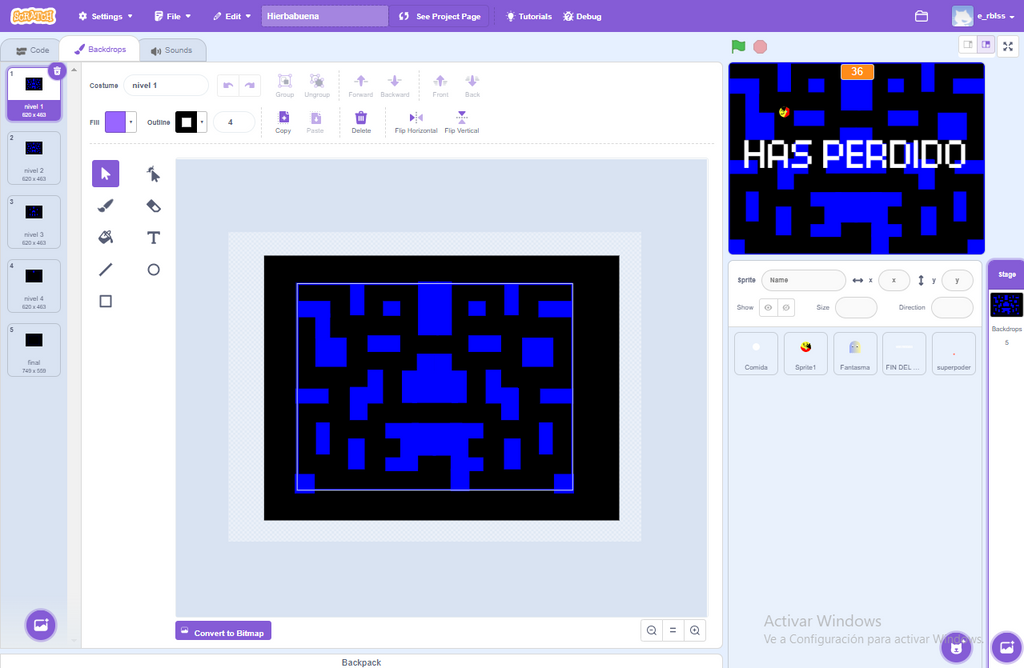 SCRATCH
Settings
File
Edit
Hierbabuena
See Project Page
Tutorials
Debug
e_rblss
Code
Backdrops
Sounds
1
nivel 1
620 x 463
2
nivel 2
620 x 463
3
nivel 3
620 x 463
4
nivel 4
620 x 463
5
final
749 x 559
Costume
nivel 1
Group
Ungroup
Forward
Backward
Front
Back
Fill
Outline
4
Copy
Paste
Delete
Flip Horizontal
Flip Vertical
T
Convert to Bitmap
Backpack
36
HAS PERDIDO
Sprite
Name
x
x
y
y
Show
Size
Direction
Comida
Sprite1
Fantasma
FIN DEL ...
superpoder
Stage
Backdrops
5
Activar Windows
Ve a Configuración para activar Windows.